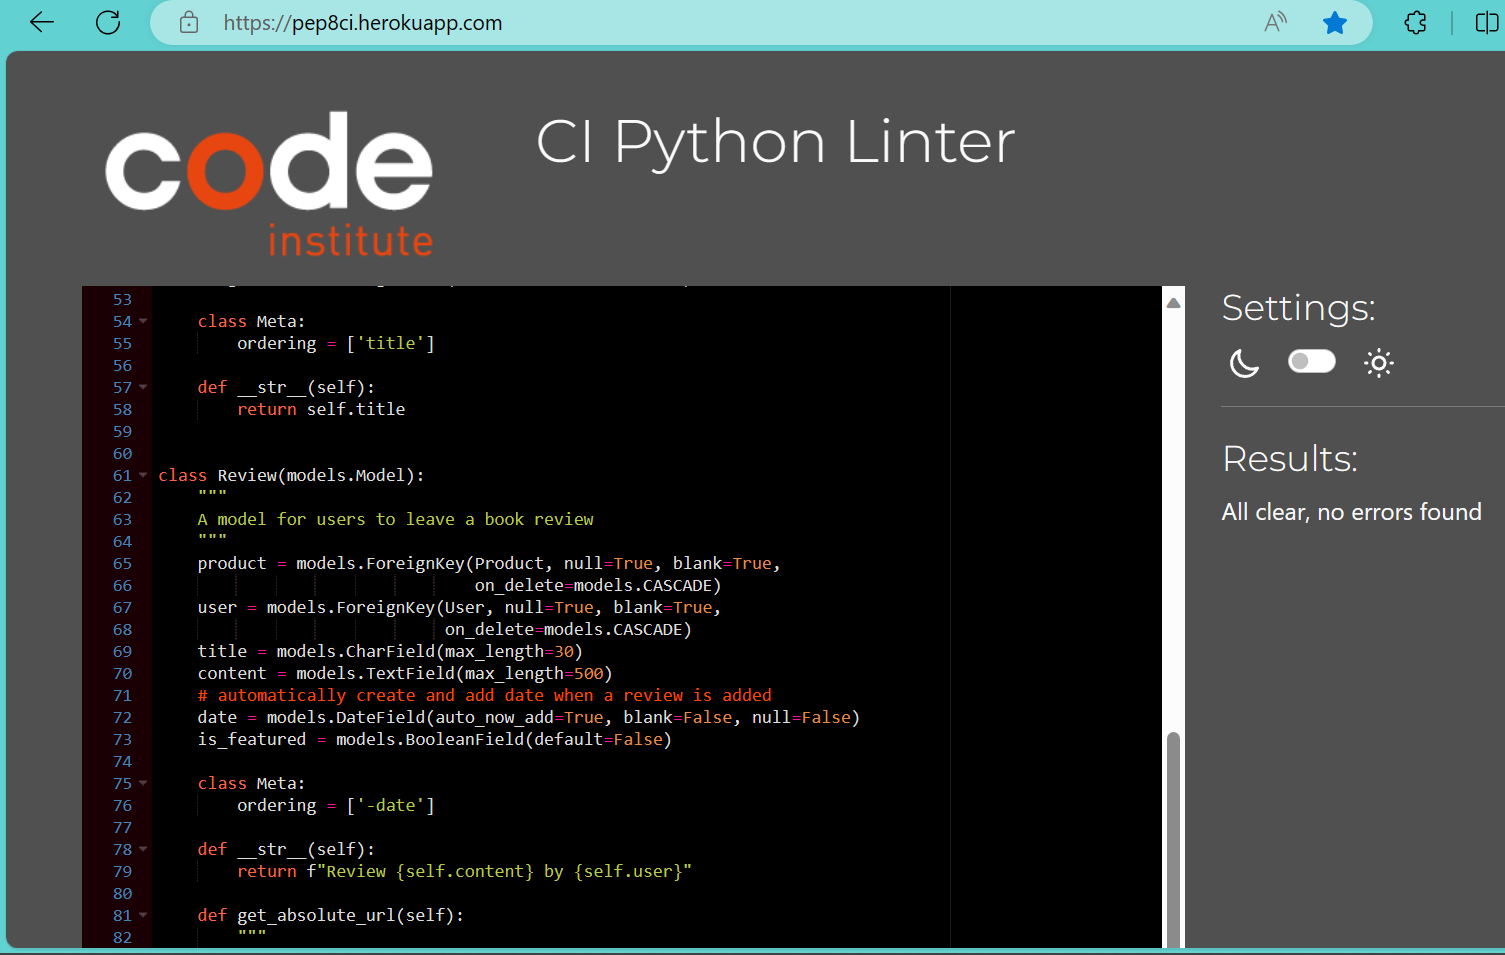 https://pep8ci.herokuapp.com
code
institute
CI Python Linter
53
54 class Meta:
55 ordering = ['title']
56
57 def __str__(self):
58 return self.title
59
60
61 class Review(models.Model):
62 """
63 A model for users to leave a book review
64 """
65 product = models.ForeignKey(Product, null=True, blank=True,
66 on_delete=models.CASCADE)
67 user = models.ForeignKey(User, null=True, blank=True,
68 on_delete=models.CASCADE)
69 title = models.CharField(max_length=30)
70 content = models.TextField(max_length=500)
71 # automatically create and add date when a review is added
72 date = models.DateField(auto_now_add=True, blank=False, null=False)
73 is_featured = models.BooleanField(default=False)
74
75 class Meta:
76 ordering = ['-date']
77
78 def __str__(self):
79 return f"Review {self.content} by {self.user}"
80
81 def get_absolute_url(self):
82 """
Settings:
Results:
All clear, no errors found